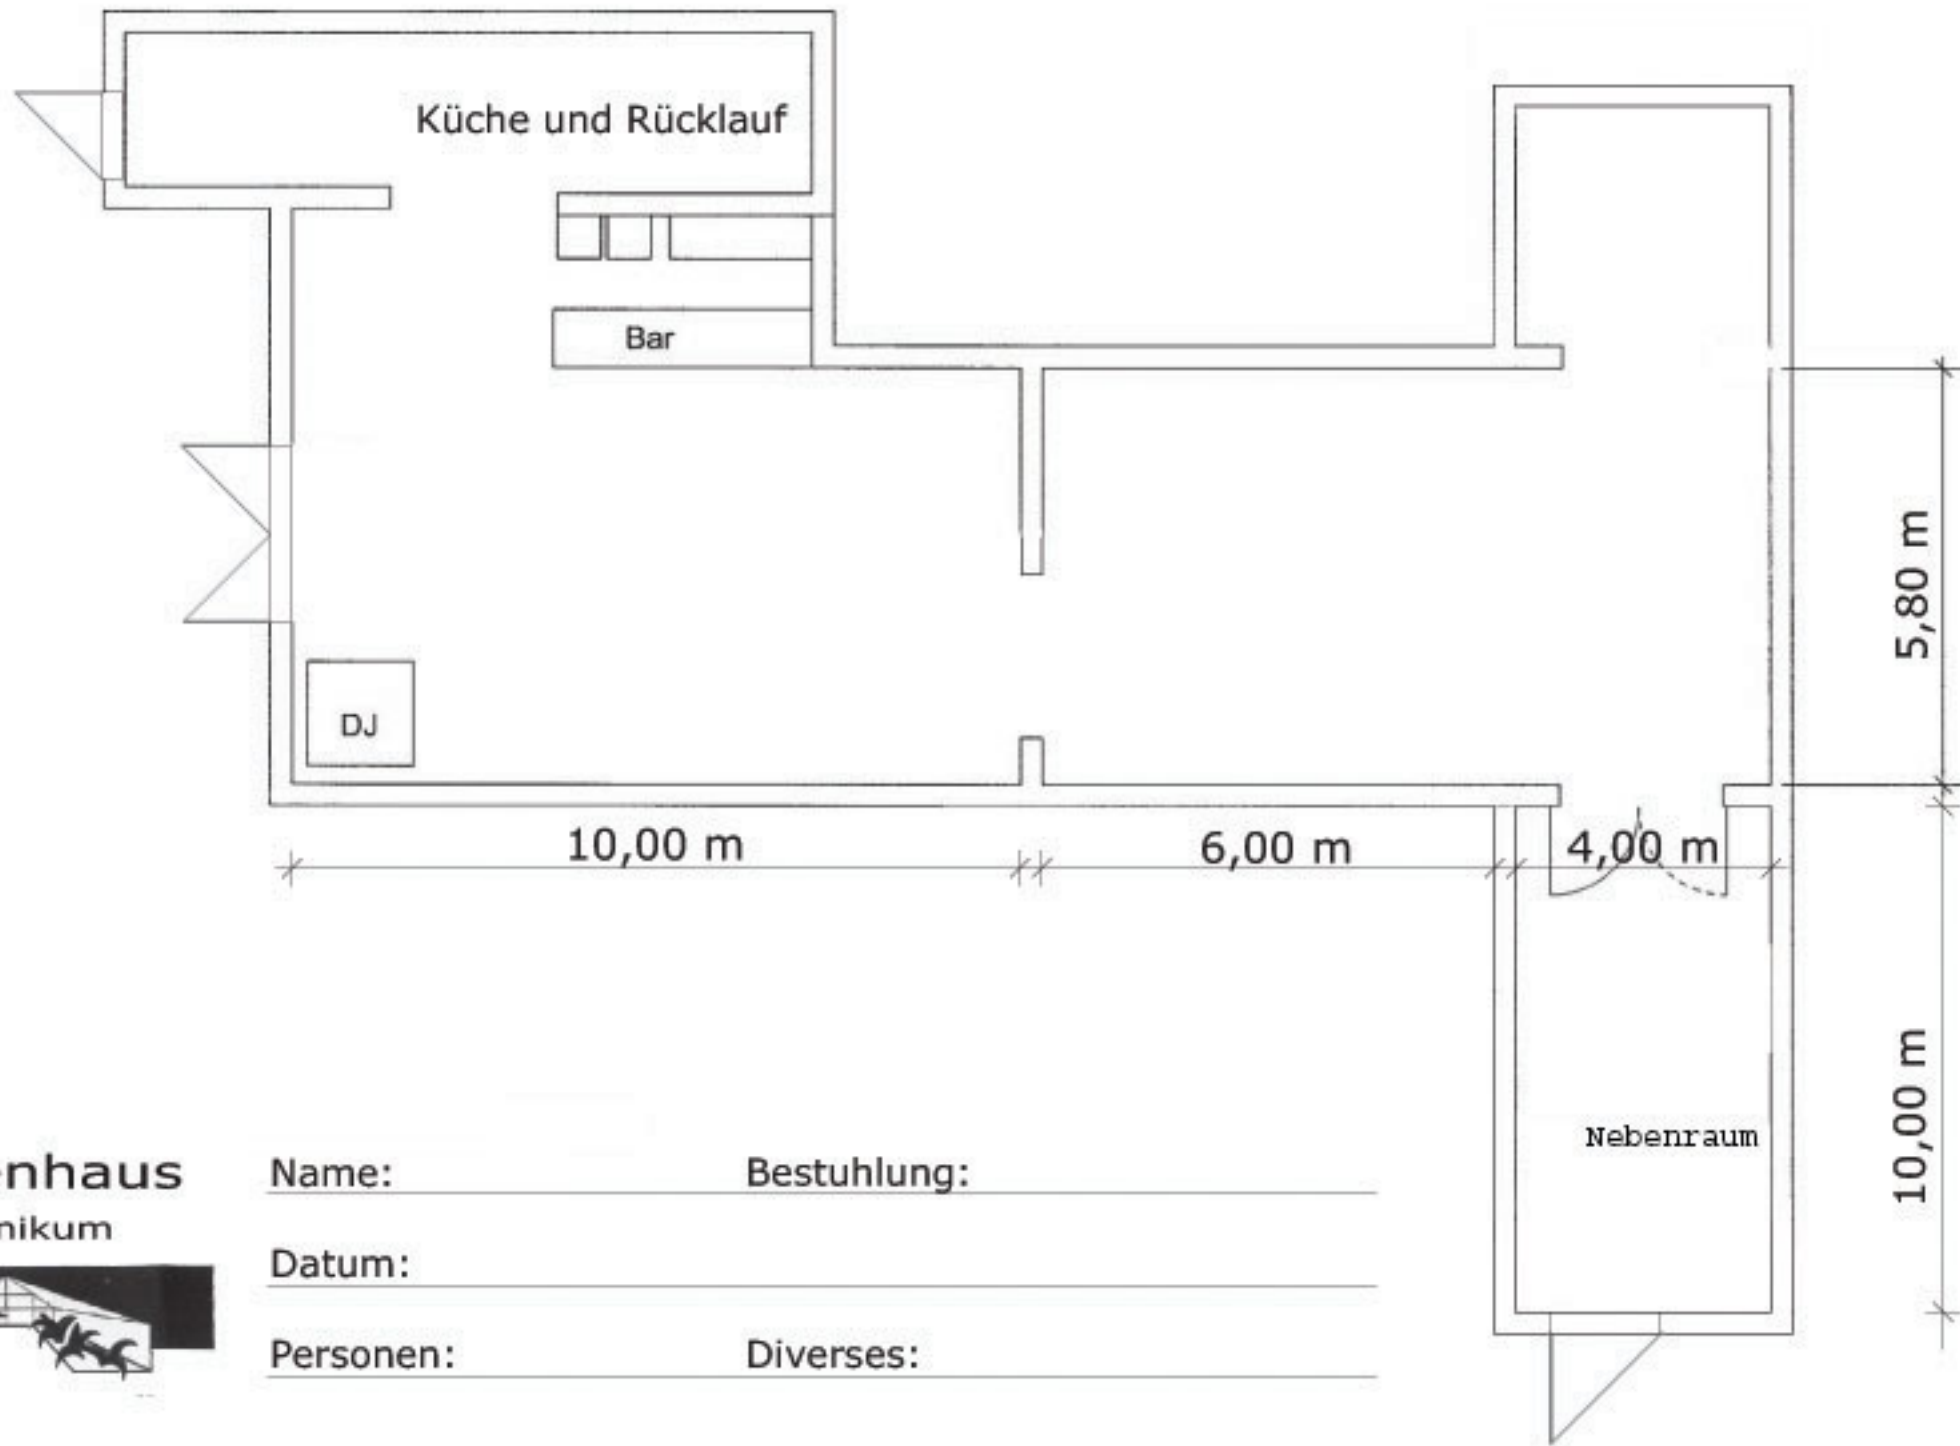 Küche und Rücklauf
Bar
5,80 m
DJ
10,00 m
6,00 m
4,00 m
10,00 m
Nebenraum
enhaus
nikum
Name:
Bestuhlung:
Datum:
Personen:
Diverses: